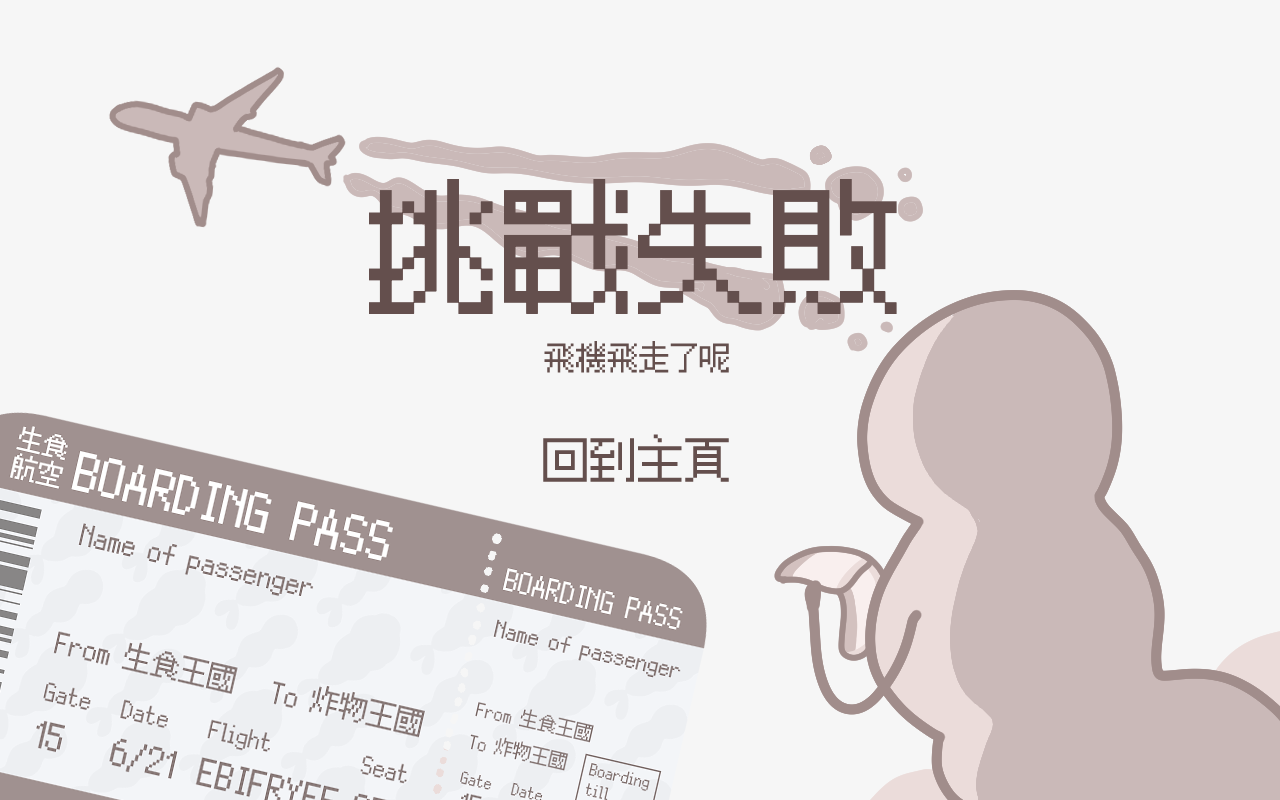 挑戰失敗
飛機飛走了呢
回到主頁
生食
航空
BOARDING PASS
Name of passenger
From 生食王國
To 炸物王國
Gate
Date
Flight
Seat
15
6/21
BOARDING PASS
Name of passenger
From 生食王國
To 炸物王國
Gate
Date
Boarding
till